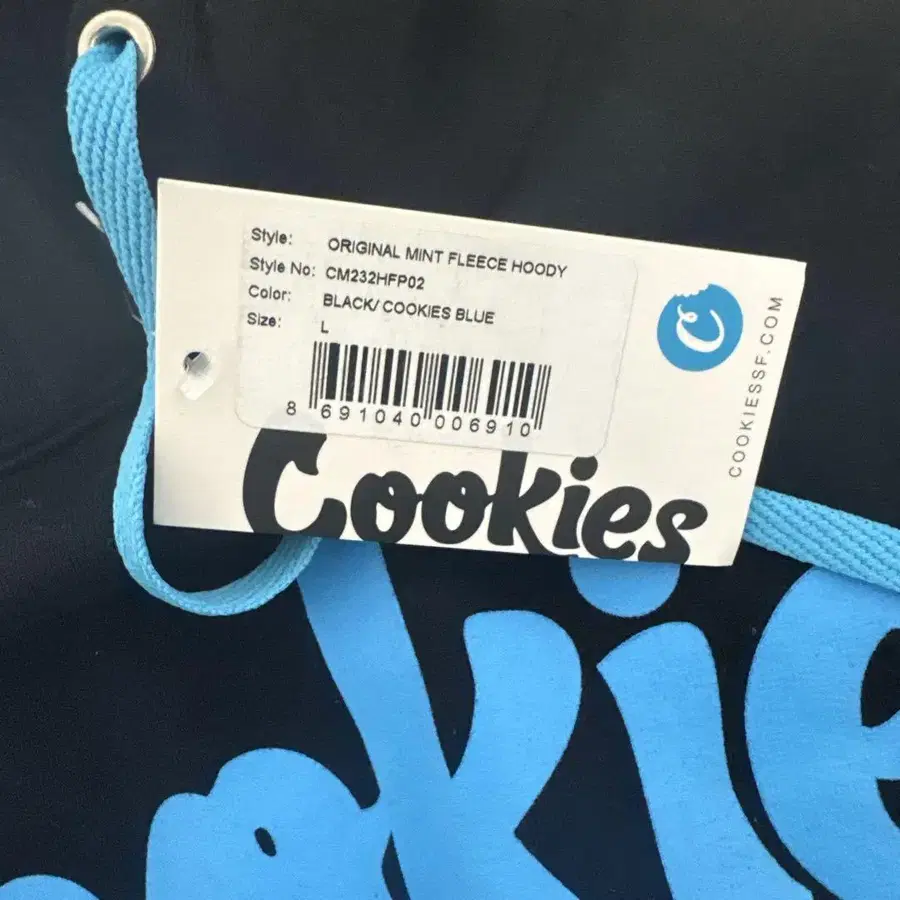 Style: ORIGINAL MINT FLEECE HOODY
Style No: CM232HFP02
Color: BLACK/ COOKIES BLUE
Size: L
8 691040 006910
Cookies
C
COOKIESSF.COM
okie